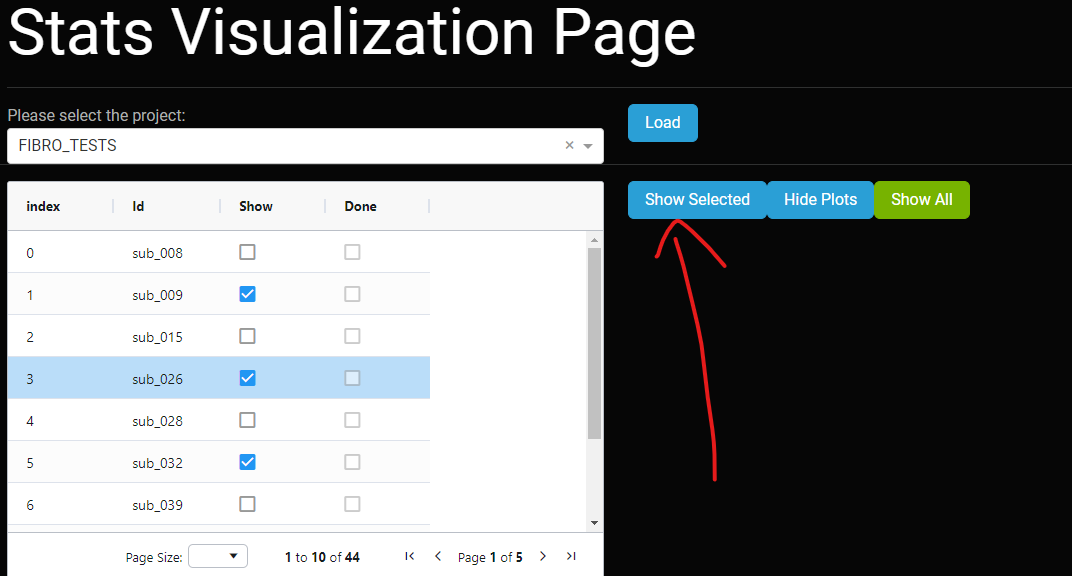 Stats Visualization Page
Please select the project:
Load
FIBRO_TESTS
Show Selected Hide Plots Show All
index Id Show Done
0 sub_008
1 sub_009
2 sub_015
3 sub_026
4 sub_028
5 sub_032
6 sub_039
Page Size: 1 to 10 of 44 Page 1 of 5